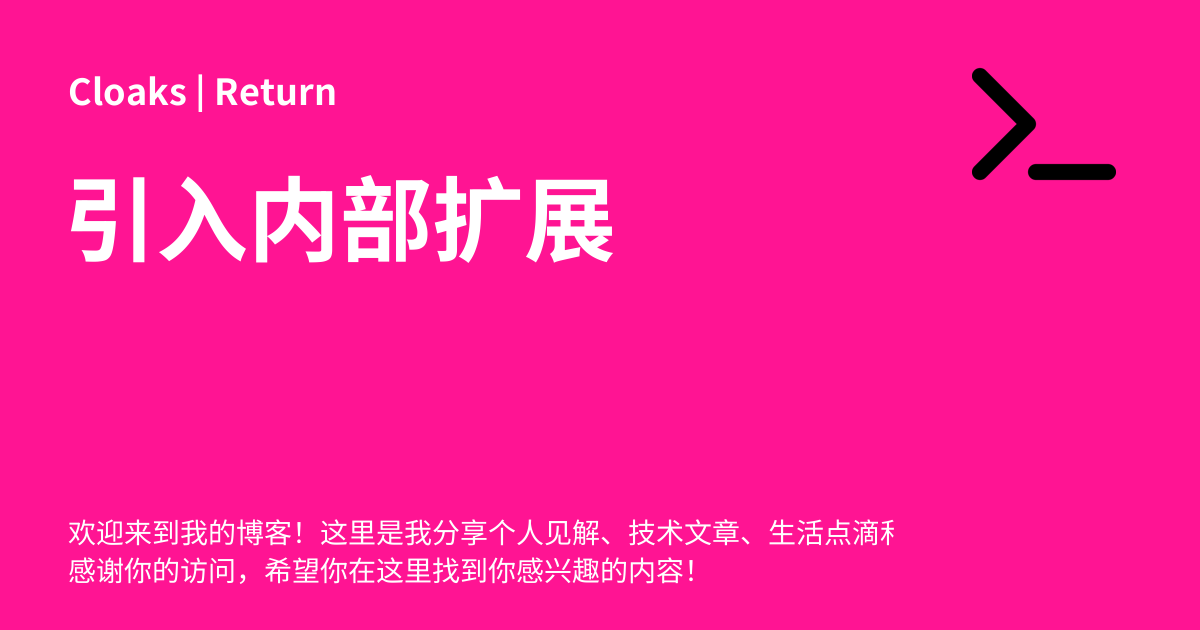 Cloaks | Return
引入内部扩展
欢迎来到我的博客！这里是我分享个人见解、技术文章、生活点滴
感谢你的访问，希望你在这里找到你感兴趣的内容！